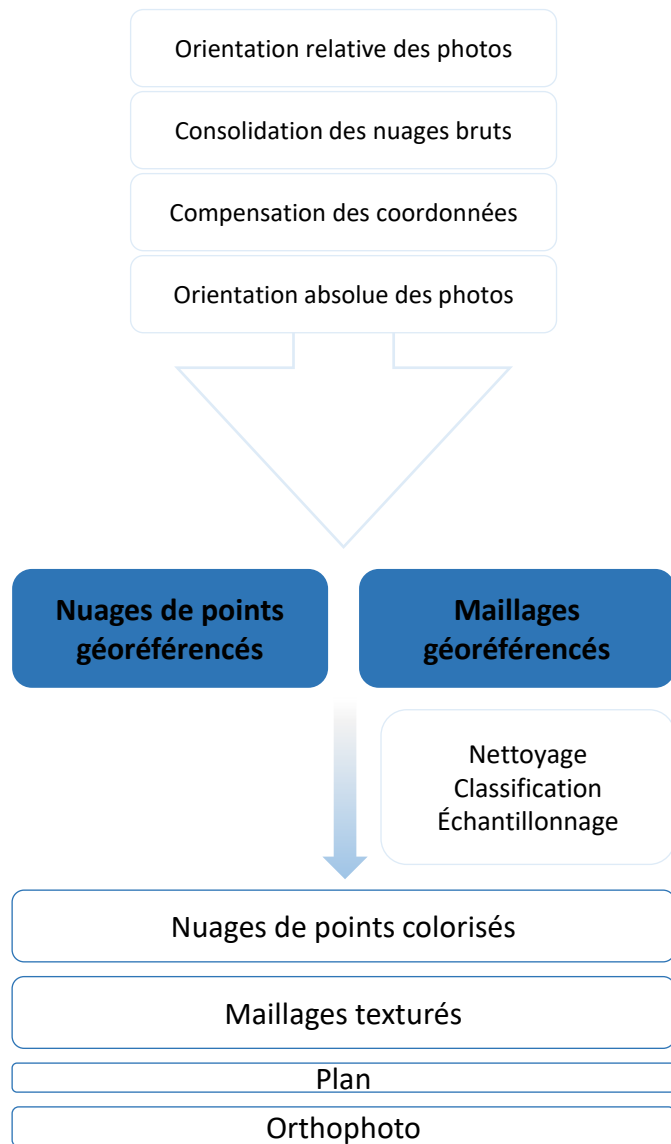 Orientation relative des photos
Consolidation des nuages bruts
Compensation des coordonnées
Orientation absolue des photos
Nuages de points
géoréférencés
Maillages
géoréférencés
Nettoyage
Classification
Échantillonnage
Nuages de points colorisés
Maillages texturés
Plan
Orthophoto